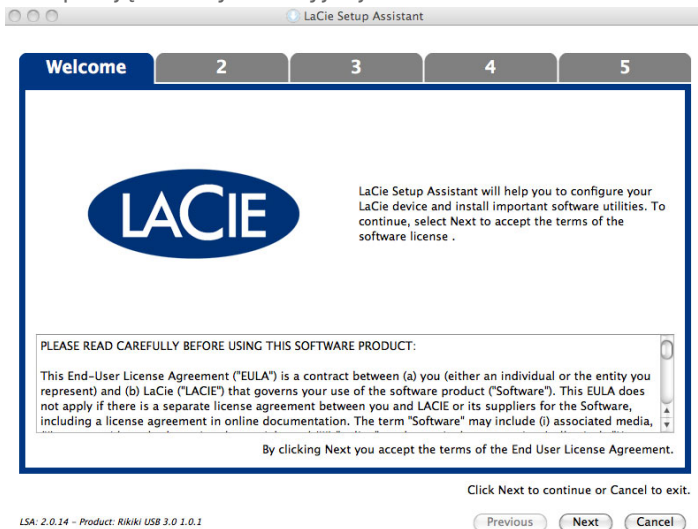 LaCie Setup Assistant
Welcome 2 3 4 5
LACIE
LaCie Setup Assistant will help you to configure your
LaCie device and install important software utilities. To
continue, select Next to accept the terms of the
software license .
PLEASE READ CAREFULLY BEFORE USING THIS SOFTWARE PRODUCT:
This End-User License Agreement ("EULA") is a contract between (a) you (either an individual or the entity you
represent) and (b) LaCie ("LACIE") that governs your use of the software product ("Software"). This EULA does
not apply if there is a separate license agreement between you and LACIE or its suppliers for the Software,
including a license agreement in online documentation. The term "Software" may include (i) associated media,
By clicking Next you accept the terms of the End User License Agreement.
Click Next to continue or Cancel to exit.
LSA: 2.0.14 – Product: Rikiki USB 3.0 1.0.1
Previous Next Cancel